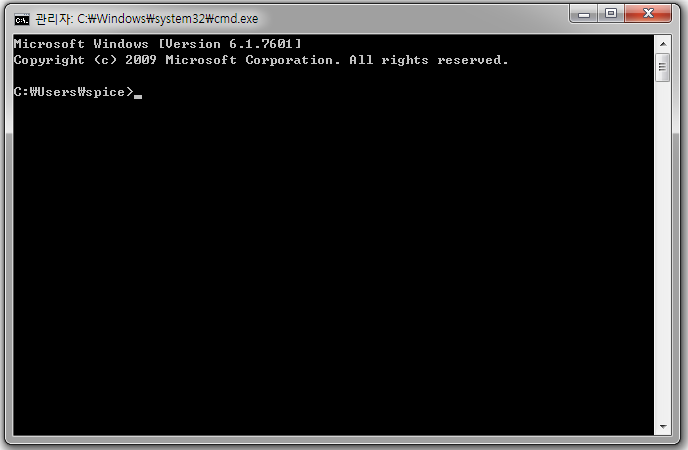 관리자: C:₩Windows₩system32₩cmd.exe
Microsoft Windows [Version 6.1.7601]
Copyright (c) 2009 Microsoft Corporation. All rights reserved.
C:₩Users₩spice>